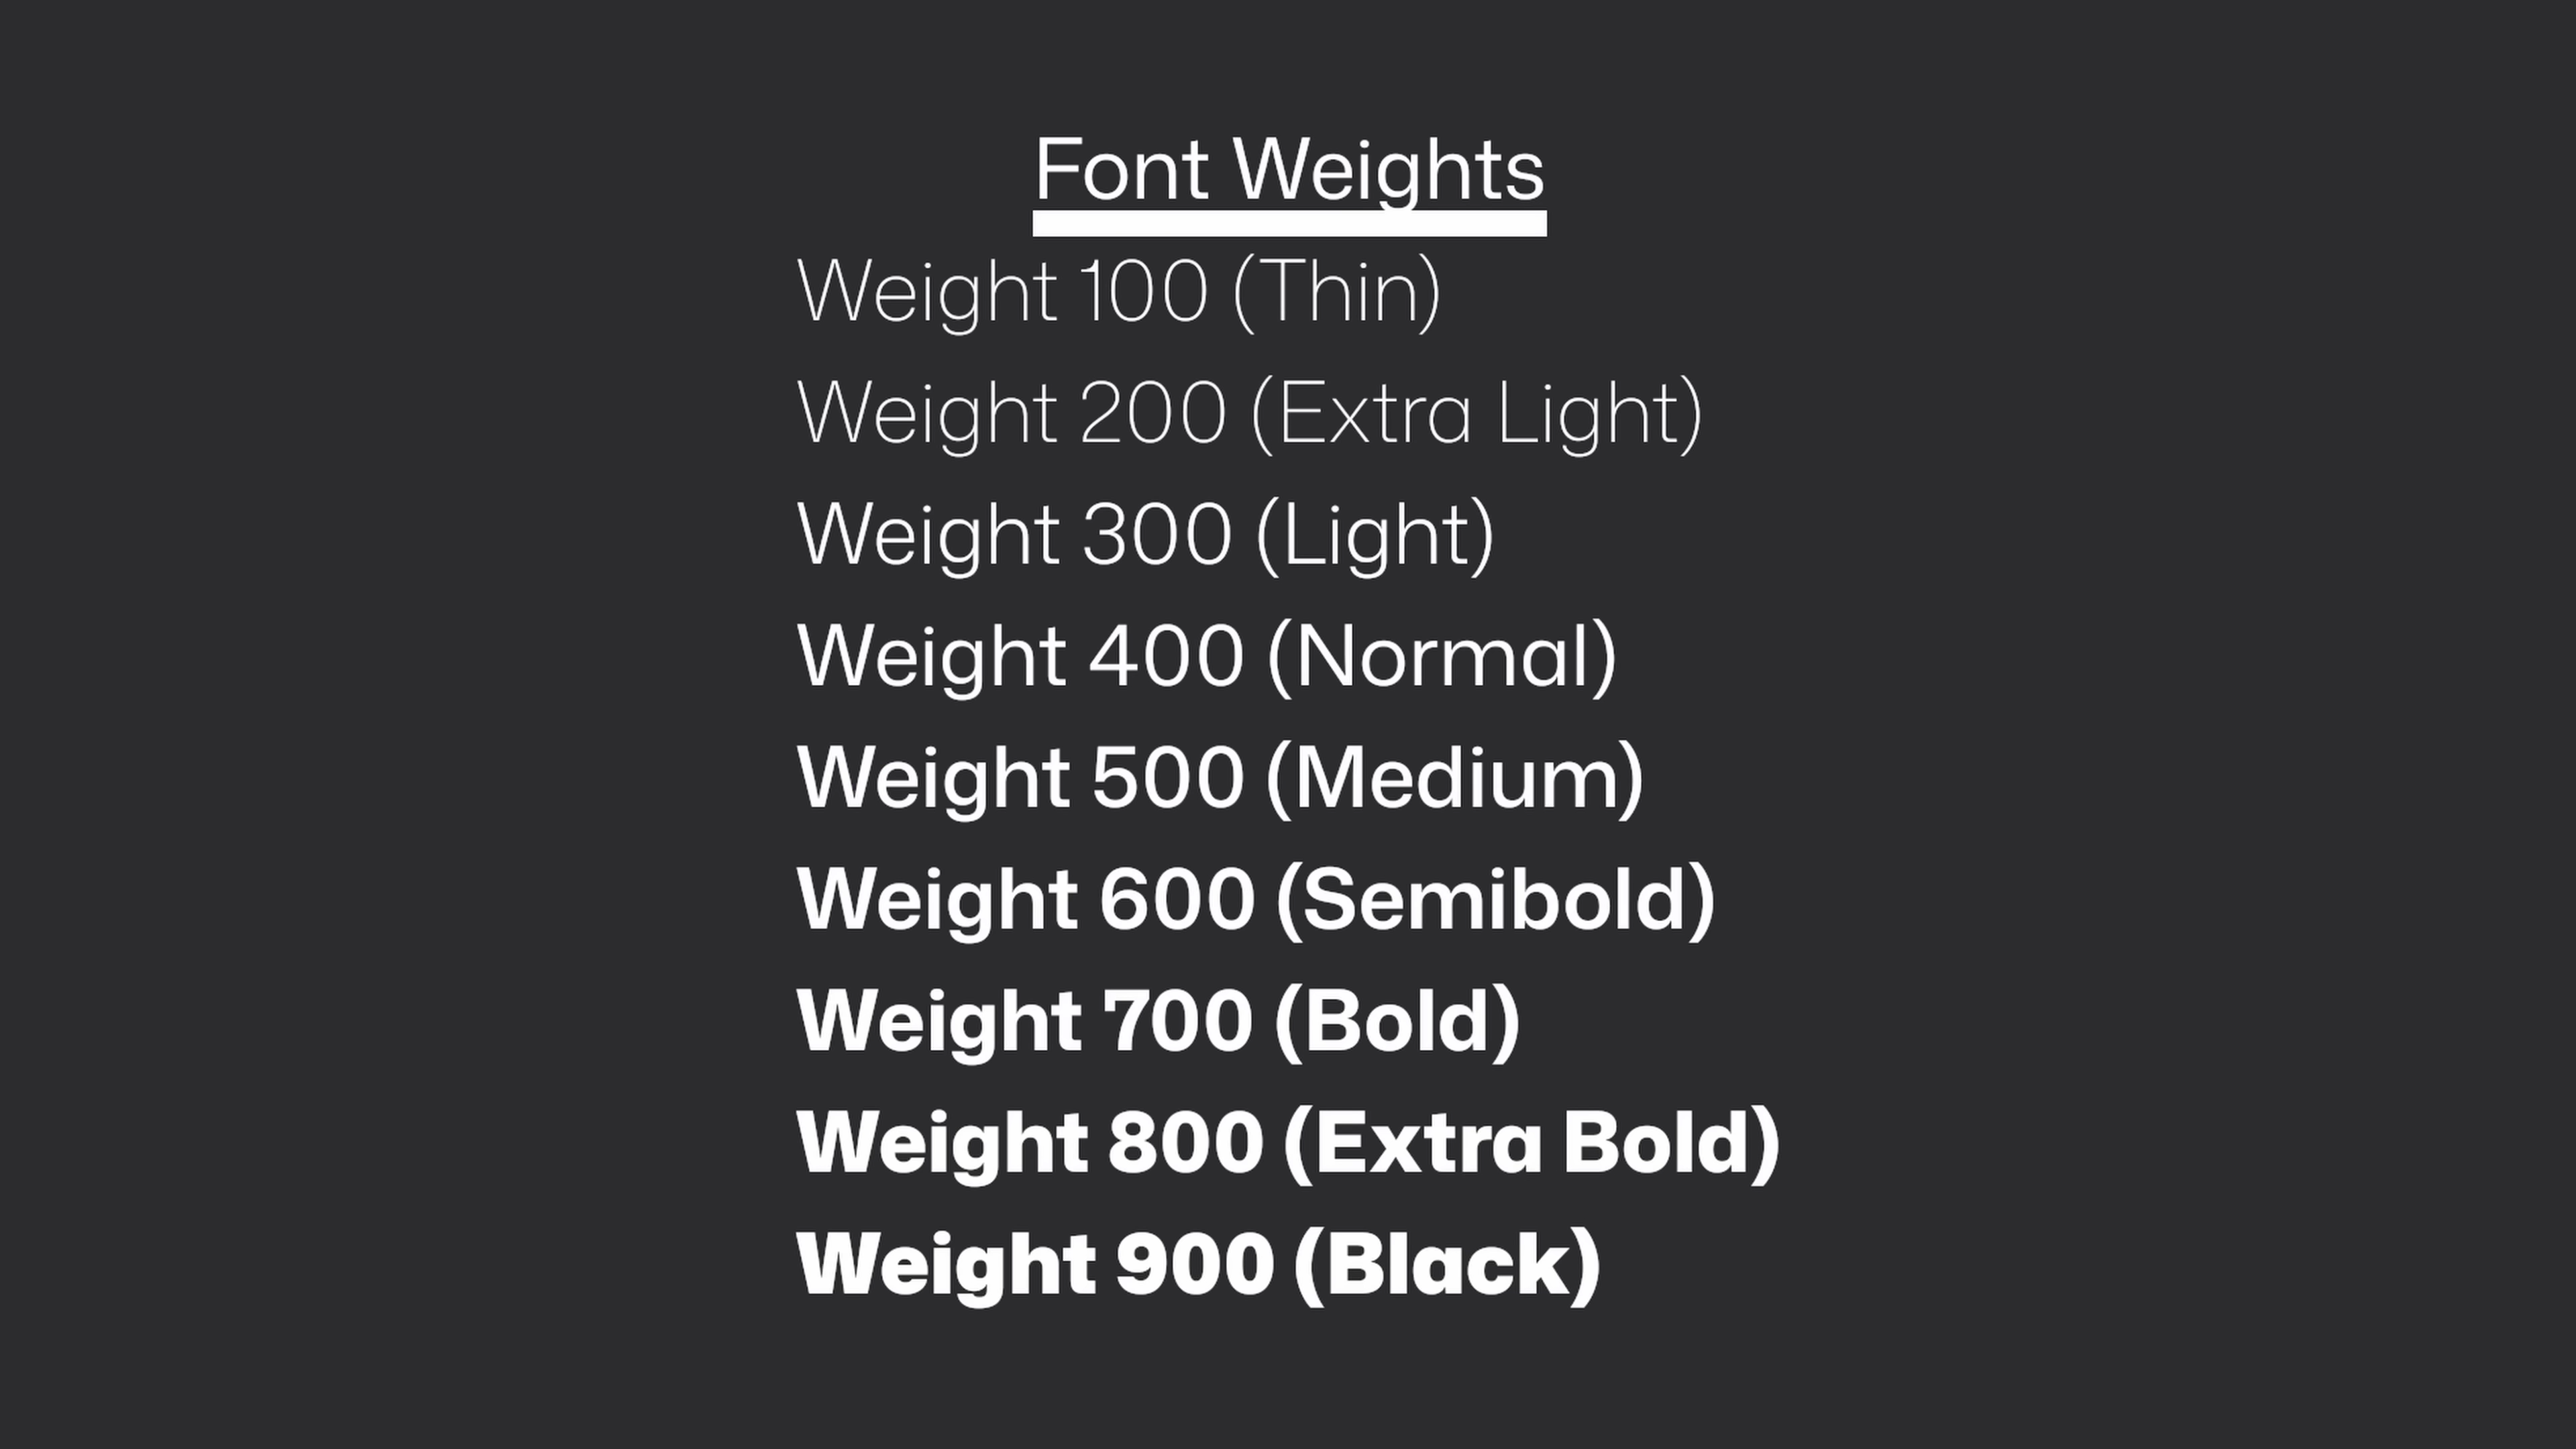 Font Weights
Weight 100 (Thin)
Weight 200 (Extra Light)
Weight 300 (Light)
Weight 400 (Normal)
Weight 500 (Medium)
Weight 600 (Semibold)
Weight 700 (Bold)
Weight 800 (Extra Bold)
Weight 900 (Black)